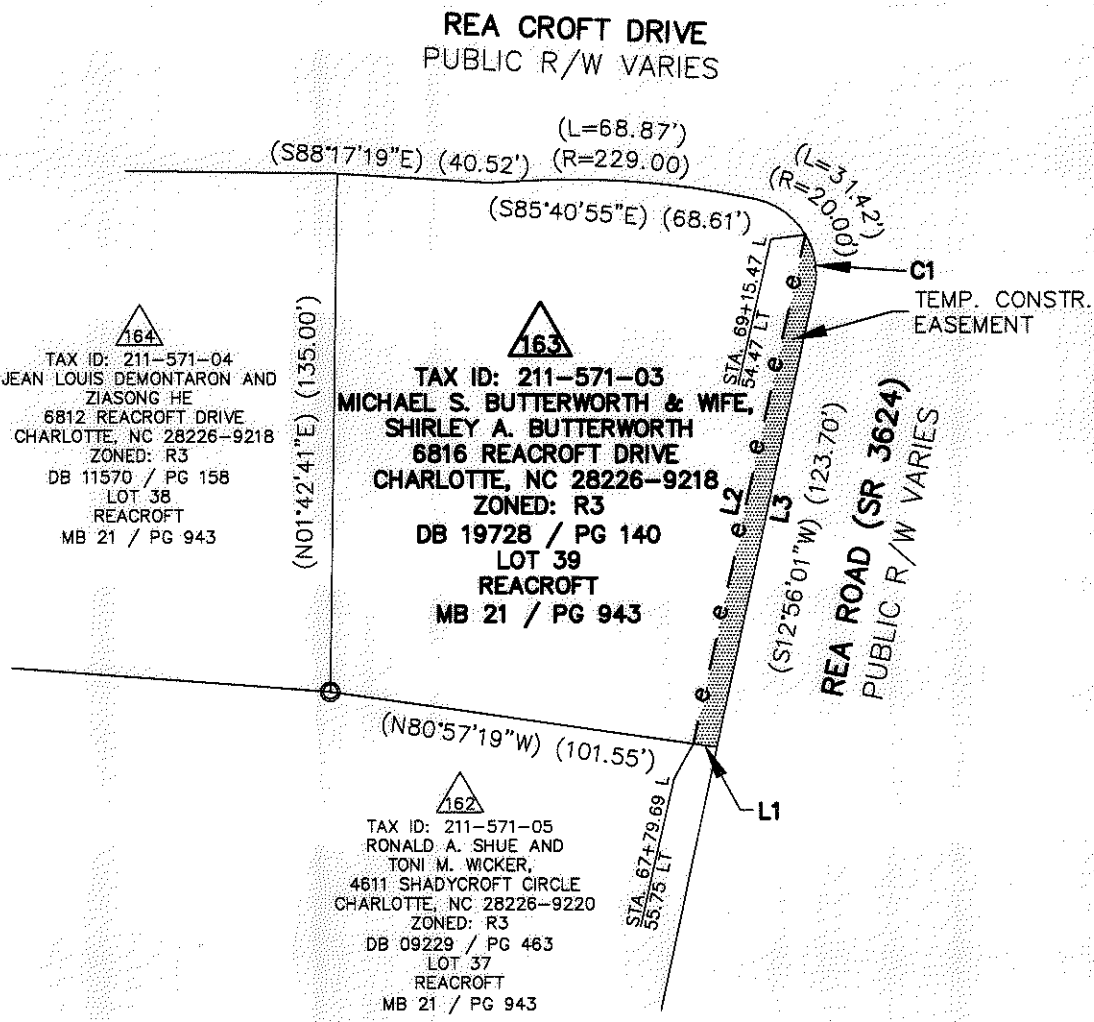 REA CROFT DRIVE
PUBLIC R/W VARIES
(L=68.87')
(S88°17'19"E) (40.52')
(R=229.00)
(L=31.42')
(R=20.00')
(S85°40'55"E) (68.61')
C1
TEMP. CONSTR.
EASEMENT
STA. 69+15.47 L
54.47 LT
164
TAX ID: 211-571-04
JEAN LOUIS DEMONTARON AND
ZIASONG HE
6812 REACROFT DRIVE
CHARLOTTE, NC 28226-9218
ZONED: R3
DB 11570 / PG 158
LOT 38
REACROFT
MB 21 / PG 943
(N01°42'41"E) (135.00')
163
TAX ID: 211-571-03
MICHAEL S. BUTTERWORTH & WIFE,
SHIRLEY A. BUTTERWORTH
6816 REACROFT DRIVE
CHARLOTTE, NC 28226-9218
ZONED: R3
DB 19728 / PG 140
LOT 39
REACROFT
MB 21 / PG 943
e
e
e
e
e
e
L2
L3
(S12°56'01"W) (123.70')
REA ROAD (SR 3624)
PUBLIC R/W VARIES
(N80°57'19"W) (101.55')
L1
STA. 67+79.69 L
55.75 LT
162
TAX ID: 211-571-05
RONALD A. SHUE AND
TONI M. WICKER,
4611 SHADYCROFT CIRCLE
CHARLOTTE, NC 28226-9220
ZONED: R3
DB 09229 / PG 463
LOT 37
REACROFT
MB 21 / PG 943